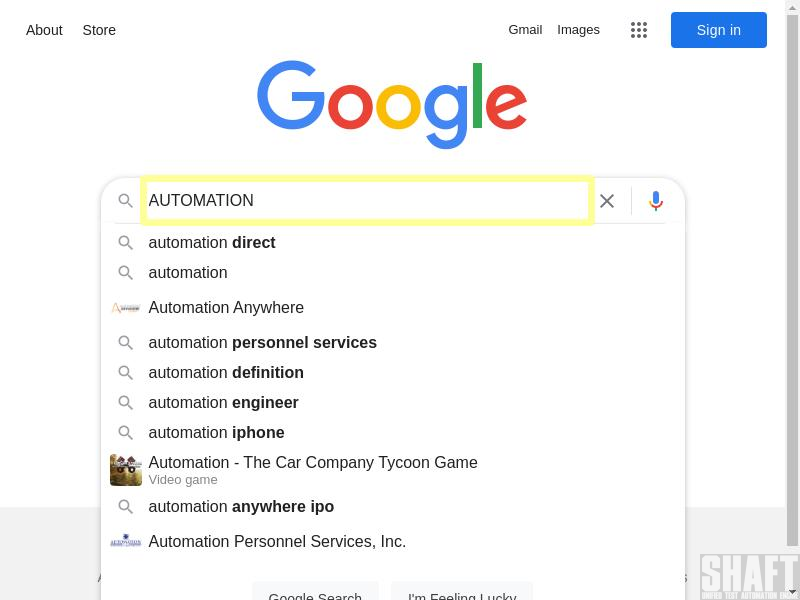 About Store Gmail Images Sign in
Google
AUTOMATION
automation direct
automation
Automation Anywhere
automation personnel services
automation definition
automation engineer
automation iphone
Automation - The Car Company Tycoon Game
Video game
automation anywhere ipo
Automation Personnel Services, Inc.
Google Search I'm Feeling Lucky
SHAFT